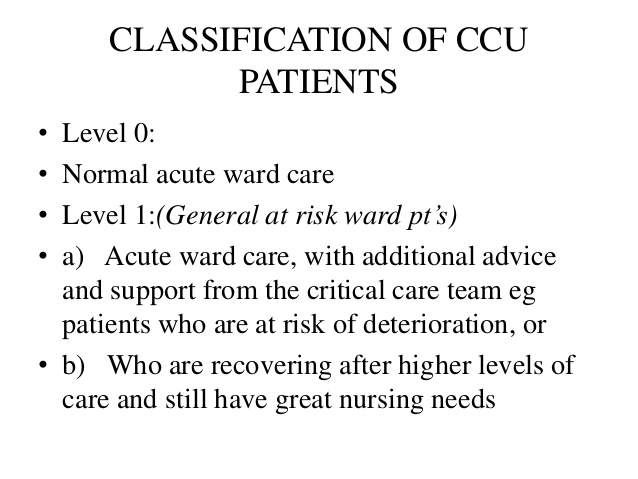 CLASSIFICATION OF CCU
PATIENTS
• Level 0:
• Normal acute ward care
• Level 1:(General at risk ward pt’s)
• a) Acute ward care, with additional advice
and support from the critical care team eg
patients who are at risk of deterioration, or
• b) Who are recovering after higher levels of
care and still have great nursing needs